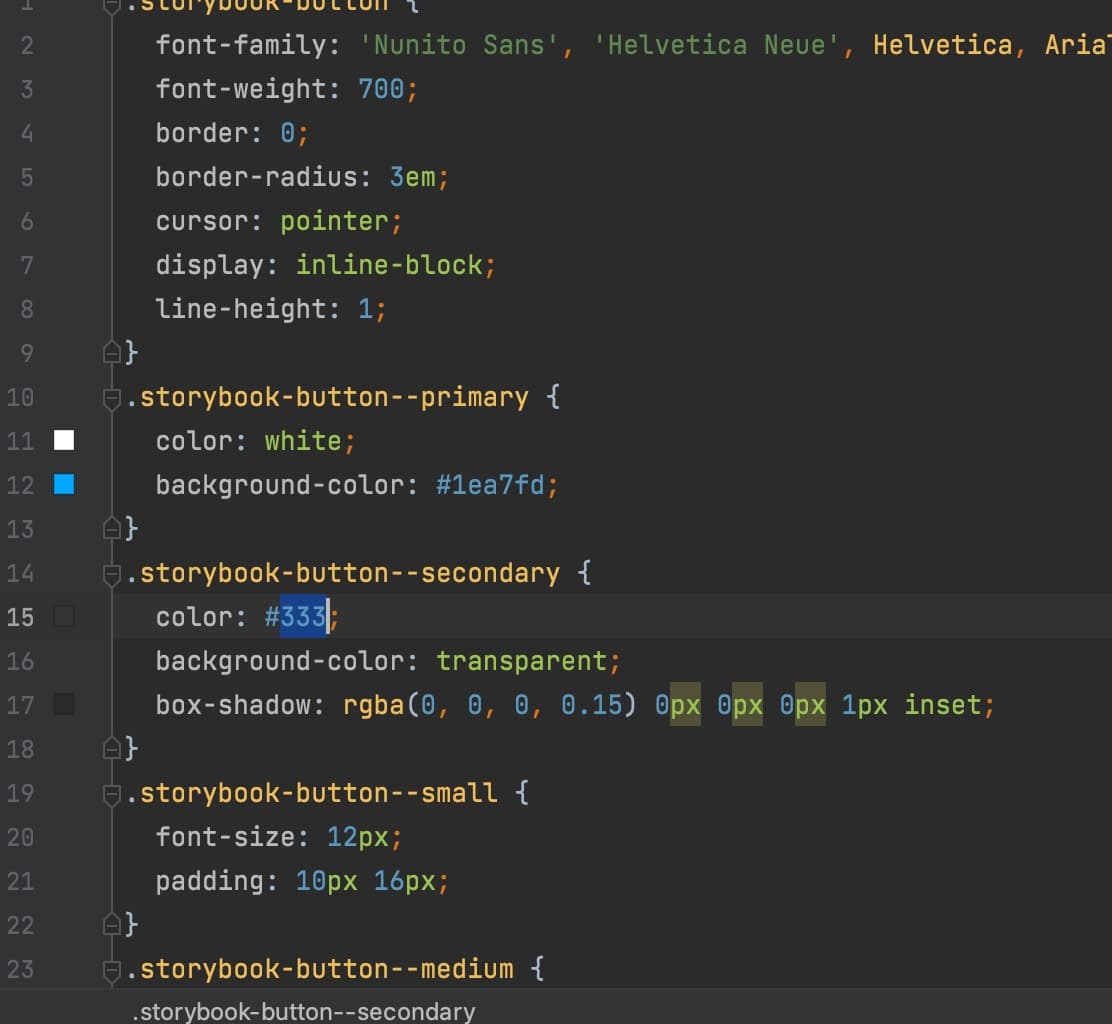 1 .storybook-button {
2 font-family: 'Nunito Sans', 'Helvetica Neue', Helvetica, Arial
3 font-weight: 700;
4 border: 0;
5 border-radius: 3em;
6 cursor: pointer;
7 display: inline-block;
8 line-height: 1;
9 }
10 .storybook-button--primary {
11 color: white;
12 background-color: #1ea7fd;
13 }
14 .storybook-button--secondary {
15 color: #333;
16 background-color: transparent;
17 box-shadow: rgba(0, 0, 0, 0.15) 0px 0px 0px 1px inset;
18 }
19 .storybook-button--small {
20 font-size: 12px;
21 padding: 10px 16px;
22 }
23 .storybook-button--medium {
.storybook-button--secondary